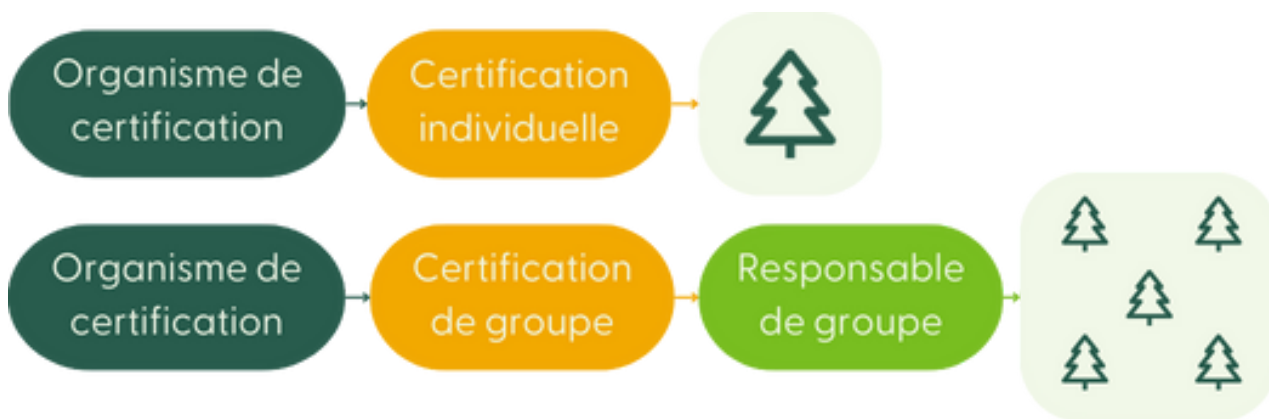 Organisme de
certification
Certification
individuelle
Organisme de
certification
Certification
de groupe
Responsable
de groupe